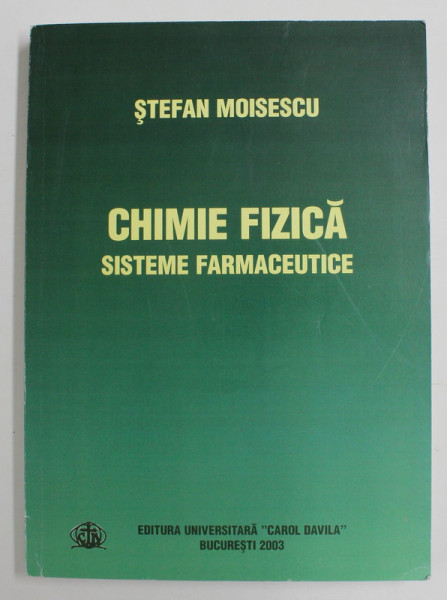 ŞTEFAN MOISESCU
CHIMIE FIZICĂ
SISTEME FARMACEUTICE
EDITURA UNIVERSITARĂ "CAROL DAVILA"
BUCUREŞTI 2003